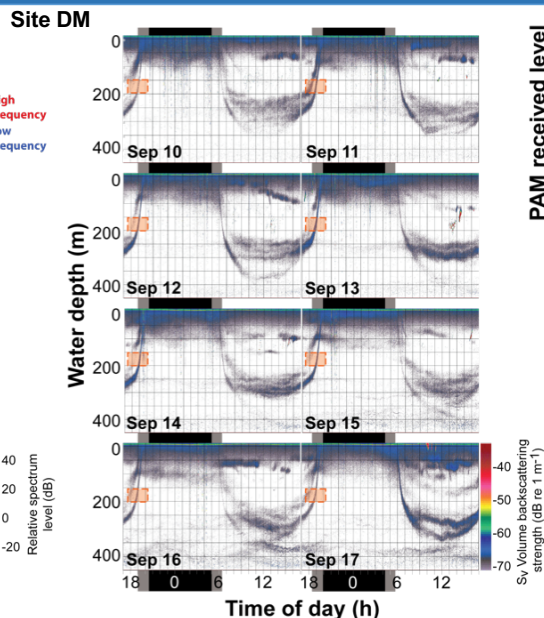 Site DM
PAM received level
equency
equency
Water depth (m)
0
200
400
Sep 10
Sep 11
0
200
400
Sep 12
Sep 13
0
200
400
Sep 14
Sep 15
0
200
400
Sep 16
Sep 17
40
20
0
-20
Relative spectrum
level (dB)
-40
-50
-60
-70
Sv Volume backscattering
strength (dB re 1 m-1)
18 0 6 12 18 0 6 12
Time of day (h)